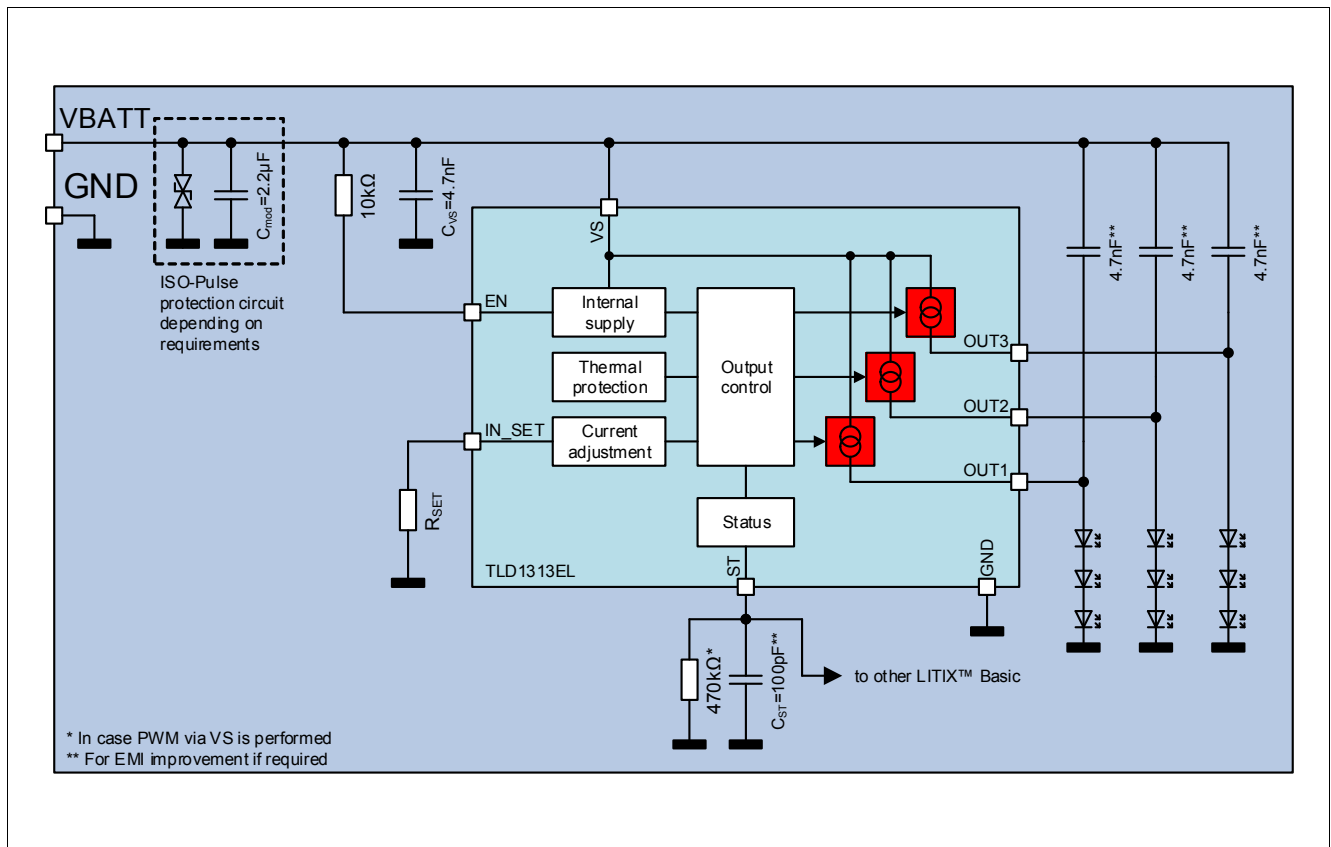 VBATT
GND
Cmod=2.2µF
ISO-Pulse
protection circuit
depending on
requirements
10kΩ
CVS=4.7nF
VS
EN
Internal
supply
Thermal
protection
Output
control
IN_SET
Current
adjustment
Status
ST
GND
TLD1313EL
OUT3
OUT2
OUT1
4.7nF**
4.7nF**
4.7nF**
RSET
470kΩ*
CST=100pF**
to other LITIX™ Basic
* In case PWM via VS is performed
** For EMI improvement if required